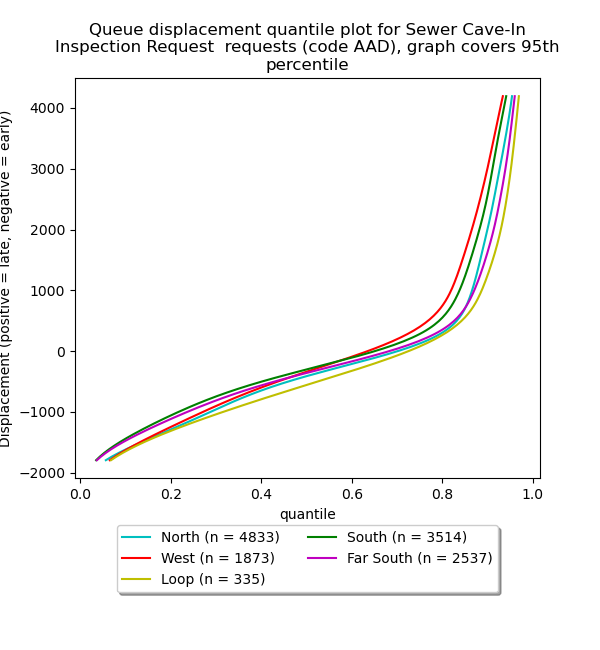 Queue displacement quantile plot for Sewer Cave-In
Inspection Request  requests (code AAD), graph covers 95th
percentile
Displacement (positive = late, negative = early)
4000
3000
2000
1000
0
−1000
−2000
0.0 0.2 0.4 0.6 0.8 1.0
quantile
North (n = 4833)
West (n = 1873)
Loop (n = 335)
South (n = 3514)
Far South (n = 2537)